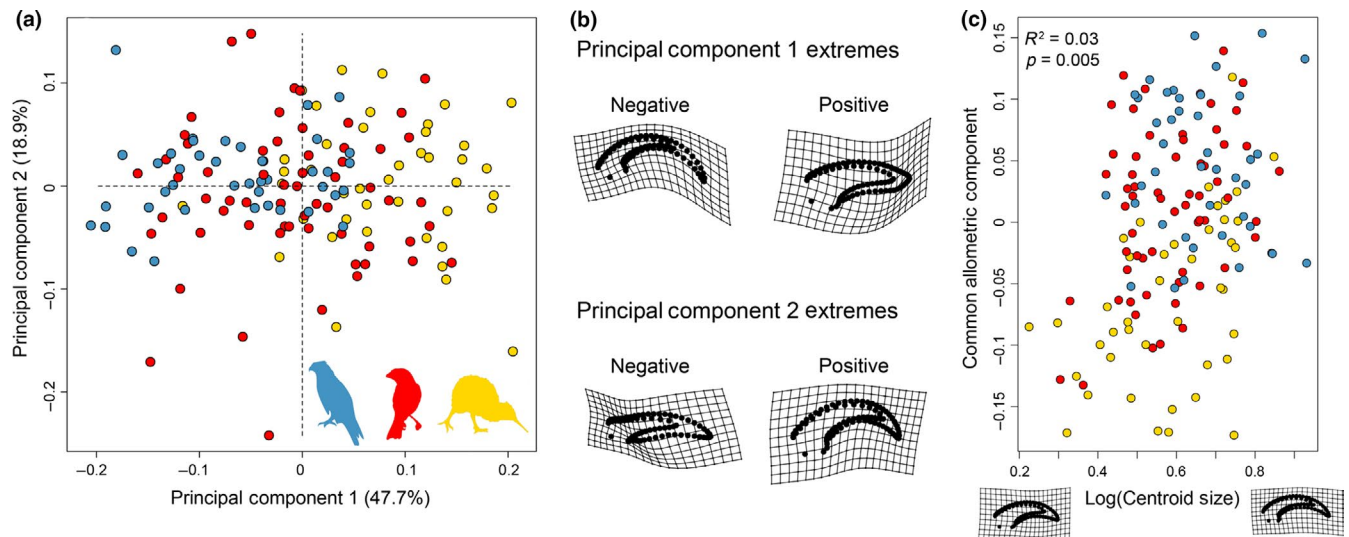 (a)
Principal component 2 (18.9%)
0.1
0
−0.1
−0.2
−0.2
−0.1
0
0.1
0.2
Principal component 1 (47.7%)
(b)
Principal component 1 extremes
Negative
Positive
Principal component 2 extremes
Negative
Positive
(c)
R² = 0.03
p = 0.005
Common allometric component
0.15
0.1
0.05
0
−0.05
−0.1
−0.15
0.2
0.4
0.6
0.8
Log(Centroid size)